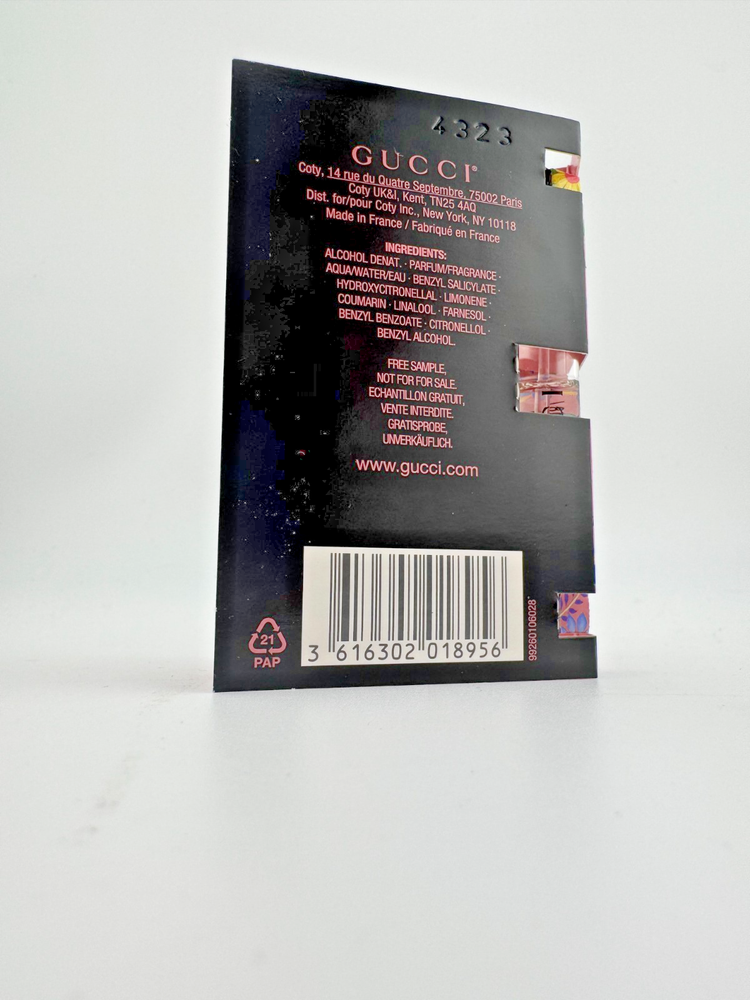 4323
GUCCI®
Coty, 14 rue du Quatre Septembre, 75002 Paris
Coty UK&I, Kent, TN25 4AQ
Dist. for/pour Coty Inc., New York, NY 10118
Made in France / Fabriqué en France
INGREDIENTS:
ALCOHOL DENAT. · PARFUM/FRAGRANCE ·
AQUA/WATER/EAU · BENZYL SALICYLATE ·
HYDROXYCITRONELLAL · LIMONENE ·
COUMARIN · LINALOOL · FARNESOL ·
BENZYL BENZOATE · CITRONELLOL ·
BENZYL ALCOHOL.
FREE SAMPLE,
NOT FOR FOR SALE.
ECHANTILLON GRATUIT,
VENTE INTERDITE.
GRATISPROBE,
UNVERKÄUFLICH.
www.gucci.com
21
PAP
3 616302 018956
99260106028